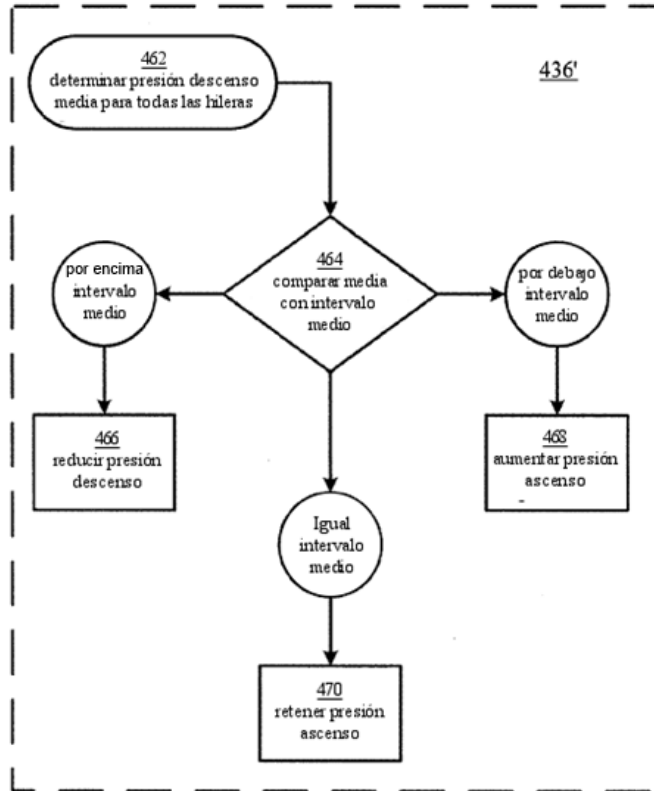 462
determinar presión descenso
media para todas las hileras
436'
464
comparar media
con intervalo
medio
por encima
intervalo
medio
por debajo
intervalo
medio
466
reducir presión
descenso
468
aumentar presión
ascenso
Igual
intervalo
medio
470
retener presión
ascenso